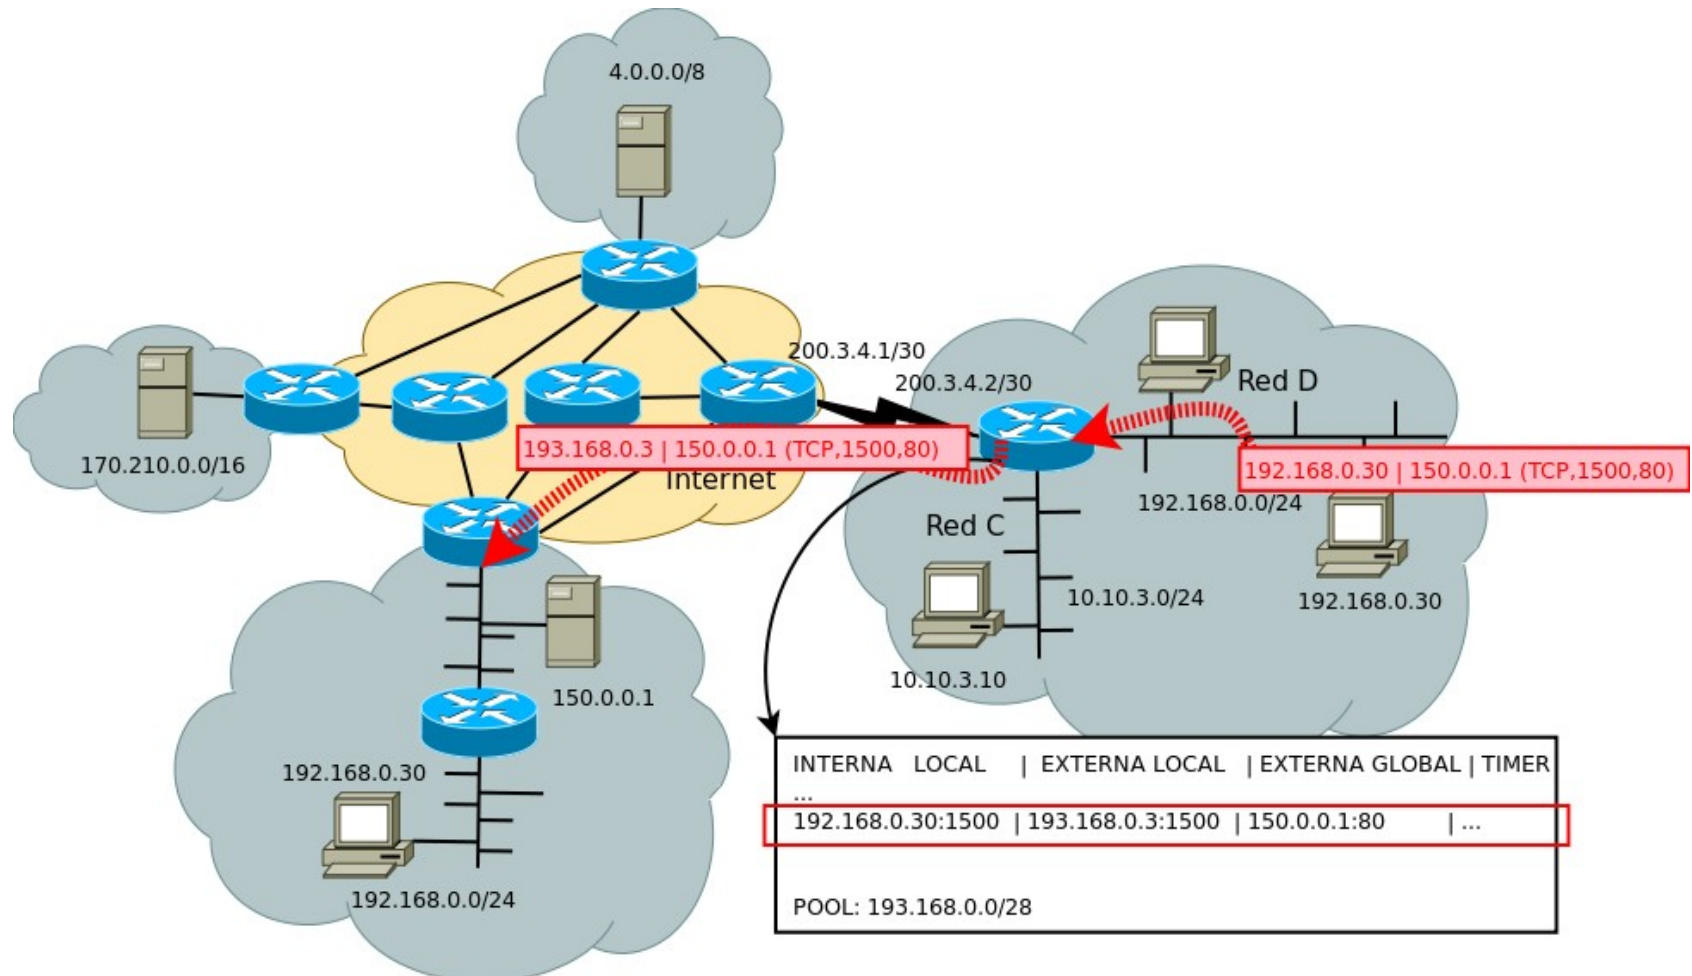 4.0.0.0/8
200.3.4.1/30
200.3.4.2/30
Red D
193.168.0.3 | 150.0.0.1 (TCP,1500,80)
170.210.0.0/16
Internet
192.168.0.30 | 150.0.0.1 (TCP,1500,80)
192.168.0.0/24
Red C
10.10.3.0/24
192.168.0.30
10.10.3.10
150.0.0.1
192.168.0.30
192.168.0.0/24
INTERNA LOCAL | EXTERNA LOCAL | EXTERNA GLOBAL | TIMER
...
192.168.0.30:1500 | 193.168.0.3:1500 | 150.0.0.1:80 | ...
POOL: 193.168.0.0/28